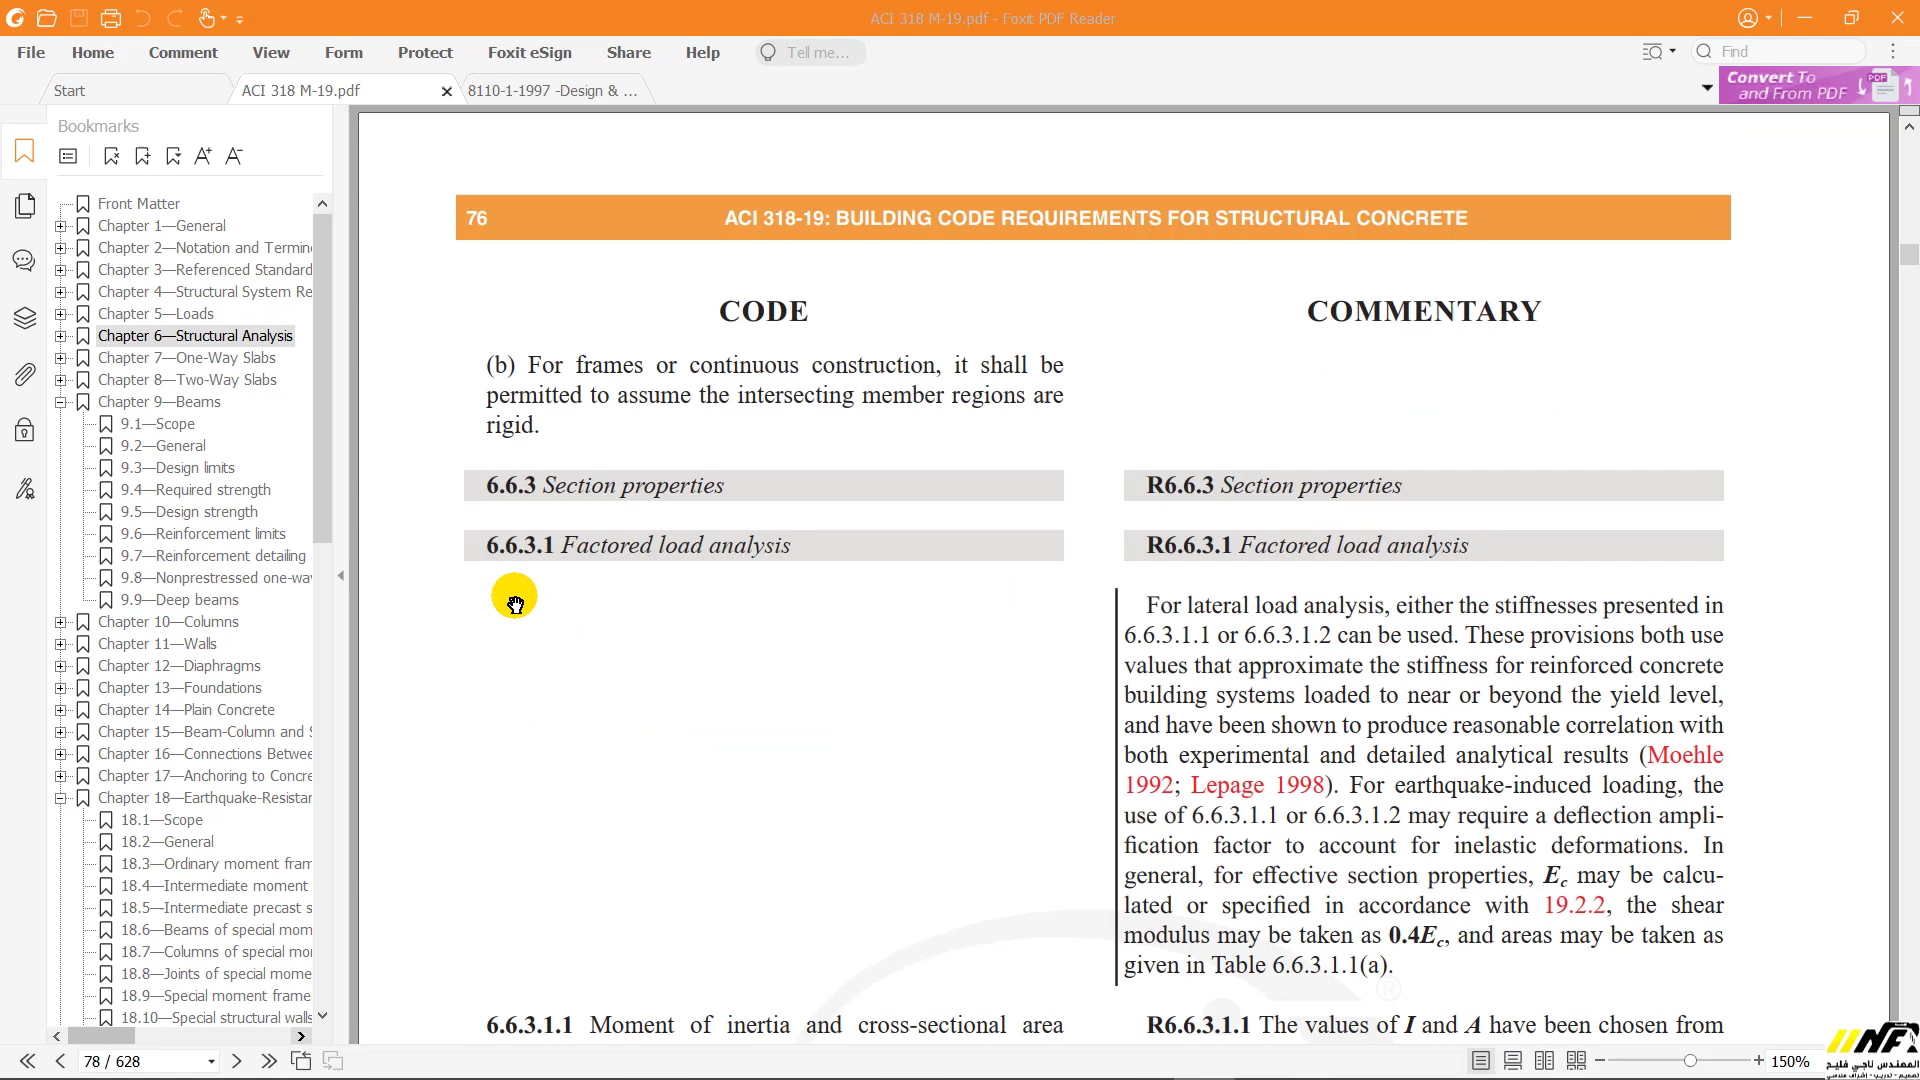 ACI 318 M-19.pdf - Foxit PDF Reader
File Home Comment View Form Protect Foxit eSign Share Help Tell me... Find
Start ACI 318 M-19.pdf 8110-1-1997 -Design & ...
Convert To
and From PDF
PDF
Bookmarks
Front Matter
Chapter 1—General
Chapter 2—Notation and Termin
Chapter 3—Referenced Standard
Chapter 4—Structural System Re
Chapter 5—Loads
Chapter 6—Structural Analysis
Chapter 7—One-Way Slabs
Chapter 8—Two-Way Slabs
Chapter 9—Beams
9.1—Scope
9.2—General
9.3—Design limits
9.4—Required strength
9.5—Design strength
9.6—Reinforcement limits
9.7—Reinforcement detailing
9.8—Nonprestressed one-wa
9.9—Deep beams
Chapter 10—Columns
Chapter 11—Walls
Chapter 12—Diaphragms
Chapter 13—Foundations
Chapter 14—Plain Concrete
Chapter 15—Beam-Column and S
Chapter 16—Connections Betwee
Chapter 17—Anchoring to Concre
Chapter 18—Earthquake-Resistar
18.1—Scope
18.2—General
18.3—Ordinary moment fram
18.4—Intermediate moment
18.5—Intermediate precast s
18.6—Beams of special mom
18.7—Columns of special mo
18.8—Joints of special mome
18.9—Special moment frame
18.10—Special structural walls
76 ACI 318-19: BUILDING CODE REQUIREMENTS FOR STRUCTURAL CONCRETE
CODE
(b) For frames or continuous construction, it shall be
permitted to assume the intersecting member regions are
rigid.
6.6.3 Section properties
6.6.3.1 Factored load analysis
6.6.3.1.1 Moment of inertia and cross-sectional area
COMMENTARY
R6.6.3 Section properties
R6.6.3.1 Factored load analysis
For lateral load analysis, either the stiffnesses presented in
6.6.3.1.1 or 6.6.3.1.2 can be used. These provisions both use
values that approximate the stiffness for reinforced concrete
building systems loaded to near or beyond the yield level,
and have been shown to produce reasonable correlation with
both experimental and detailed analytical results (Moehle
1992; Lepage 1998). For earthquake-induced loading, the
use of 6.6.3.1.1 or 6.6.3.1.2 may require a deflection ampli-
fication factor to account for inelastic deformations. In
general, for effective section properties, Ec may be calcu-
lated or specified in accordance with 19.2.2, the shear
modulus may be taken as 0.4Ec, and areas may be taken as
given in Table 6.6.3.1.1(a).
®
R6.6.3.1.1 The values of I and A have been chosen from
78 / 628
150%
المهندس ناجي فليح